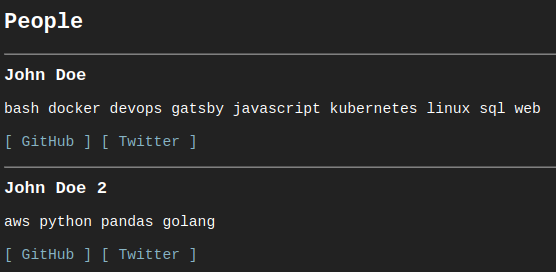 People
John Doe
bash docker devops gatsby javascript kubernetes linux sql web
[ GitHub ] [ Twitter ]
John Doe 2
aws python pandas golang
[ GitHub ] [ Twitter ]